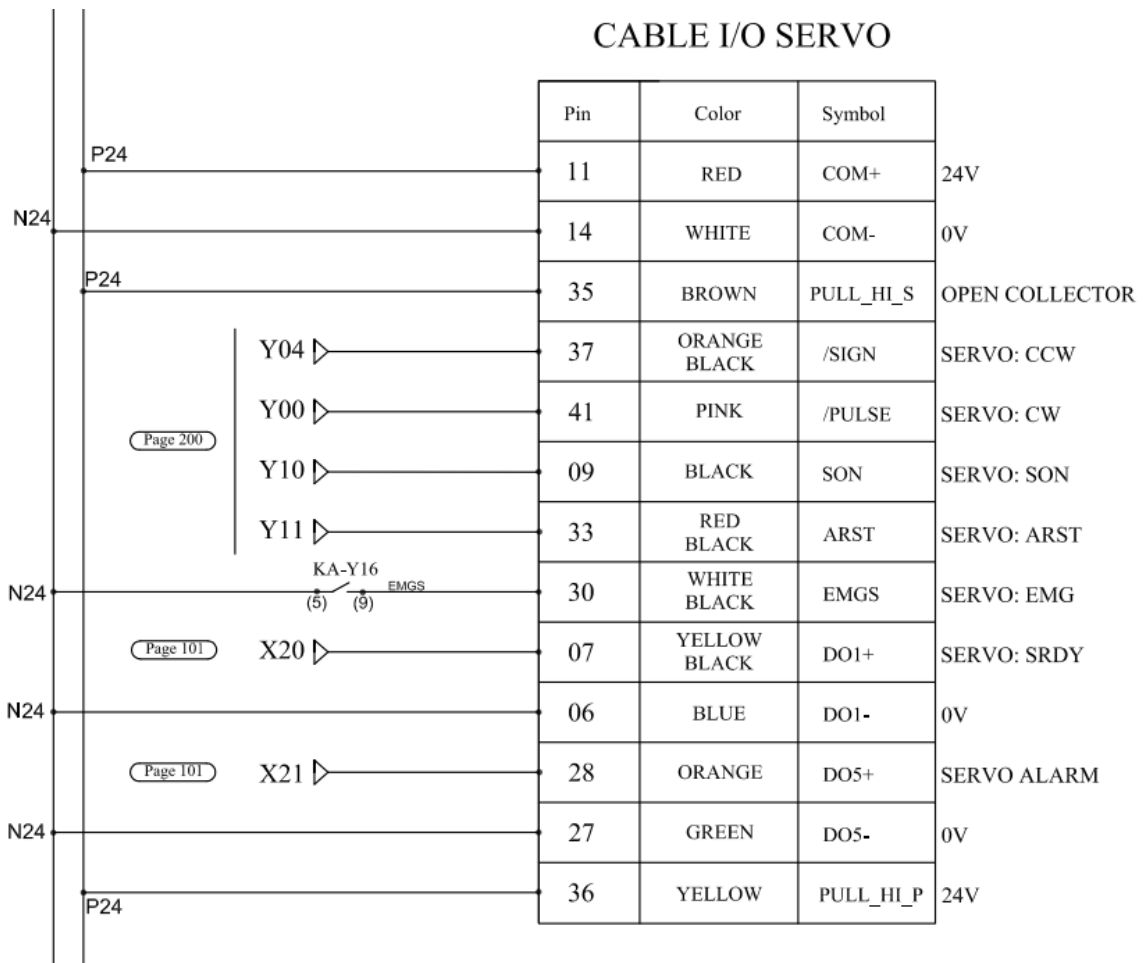 CABLE I/O SERVO
Pin Color Symbol
P24 11 RED COM+ 24V
N24 14 WHITE COM- 0V
P24 35 BROWN PULL_HI_S OPEN COLLECTOR
Y04 37 ORANGE BLACK /SIGN SERVO: CCW
Y00 41 PINK /PULSE SERVO: CW
Page 200
Y10 09 BLACK SON SERVO: SON
Y11 33 RED BLACK ARST SERVO: ARST
KA-Y16
N24 (5) (9) EMGS 30 WHITE BLACK EMGS SERVO: EMG
Page 101 X20 07 YELLOW BLACK DO1+ SERVO: SRDY
N24 06 BLUE DO1- 0V
Page 101 X21 28 ORANGE DO5+ SERVO ALARM
N24 27 GREEN DO5- 0V
P24 36 YELLOW PULL_HI_P 24V